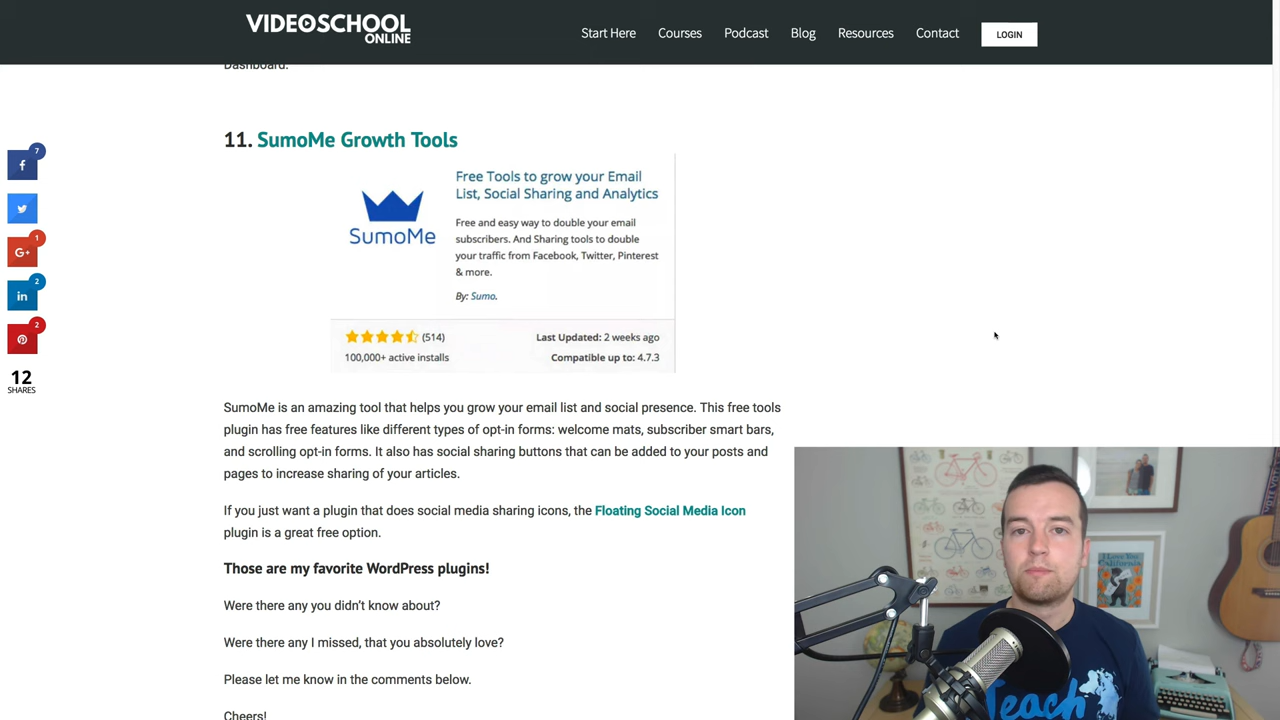 VIDEOSCHOOL
ONLINE
Start Here
Courses
Podcast
Blog
Resources
Contact
LOGIN
Dashboard.
11. SumoMe Growth Tools
SumoMe
Free Tools to grow your Email
List, Social Sharing and Analytics
Free and easy way to double your email
subscribers. And Sharing tools to double
your traffic from Facebook, Twitter, Pinterest
& more.
By: Sumo.
(514)
100,000+ active installs
Last Updated: 2 weeks ago
Compatible up to: 4.7.3
f
7
G+
1
in
2
2
12
SHARES
SumoMe is an amazing tool that helps you grow your email list and social presence. This free tools
plugin has free features like different types of opt-in forms: welcome mats, subscriber smart bars,
and scrolling opt-in forms. It also has social sharing buttons that can be added to your posts and
pages to increase sharing of your articles.
If you just want a plugin that does social media sharing icons, the Floating Social Media Icon
plugin is a great free option.
Those are my favorite WordPress plugins!
Were there any you didn't know about?
Were there any I missed, that you absolutely love?
Please let me know in the comments below.
Cheers!
I Love You
California
Teach